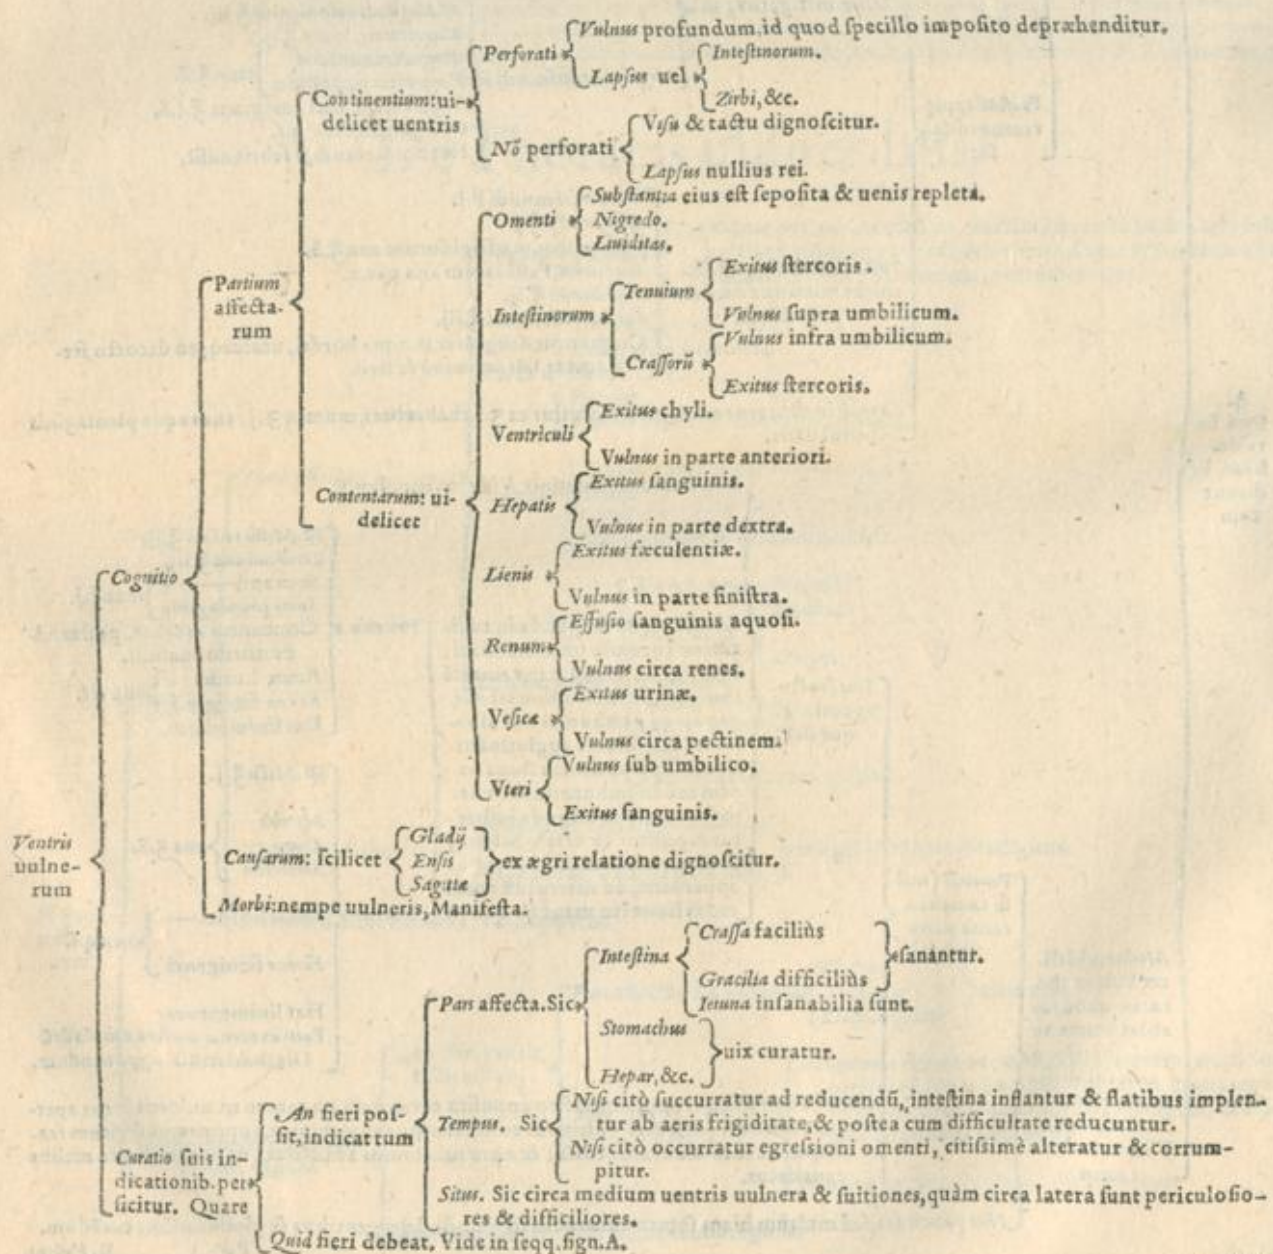 Vulnus profundum, id quod ſpecillo impoſito depræhenditur.
Perforati
Lapſus uel
Inteſtinorum.
Zirbi, &c.
Continentium: ui-
delicet uentris
Nō perforati
Viſu & tactu dignoſcitur.
Lapſus nullius rei.
Partium
affecta-
rum
Omenti
Subſtantia eius eſt ſepoſita & uenis repleta.
Nigredo.
Liuiditas.
Inteſtinorum
Tenuium
Exitus ſtercoris.
Vulnus ſupra umbilicum.
Craſſorū
Vulnus infra umbilicum.
Exitus ſtercoris.
Ventriculi
Exitus chyli.
Vulnus in parte anteriori.
Contentarum: ui-
delicet
Hepatis
Exitus ſanguinis.
Vulnus in parte dextra.
Lienis
Exitus fæculentiæ.
Vulnus in parte ſiniſtra.
Renum
Effuſio ſanguinis aquoſi.
Vulnus circa renes.
Veſicæ
Exitus urinæ.
Vulnus circa pectinem.
Vteri
Vulnus ſub umbilico.
Exitus ſanguinis.
Cognitio
Ventris
uulne-
rum
Cauſarum: ſcilicet
Gladij
Enſis
Sagittæ
ex ægri relatione dignoſcitur.
Morbi: nempe uulneris, Manifeſta.
Pars affecta. Sic
Inteſtina
Craſſa faciliùs
Gracilia difficiliùs
ſanantur.
Ieiuna inſanabilia ſunt.
Stomachus
Hepar, &c.
uix curatur.
An fieri poſ-
ſit, indicat tum
Tempus. Sic
Niſi citò ſuccurratur ad reducendū, inteſtina inflantur & flatibus implen-
tur ab aeris frigiditate, & poſtea cum difficultate reducuntur.
Niſi citò occurratur egreſsioni omenti, citiſsimè alteratur & corrum-
pitur.
Curatio ſuis in-
dicationib. per
ficitur. Quare
Situs. Sic circa medium uentris uulnera & ſuitiones, quàm circa latera ſunt periculoſio-
res & difficiliores.
Quid fieri debeat. Vide in ſeqq. ſign. A.